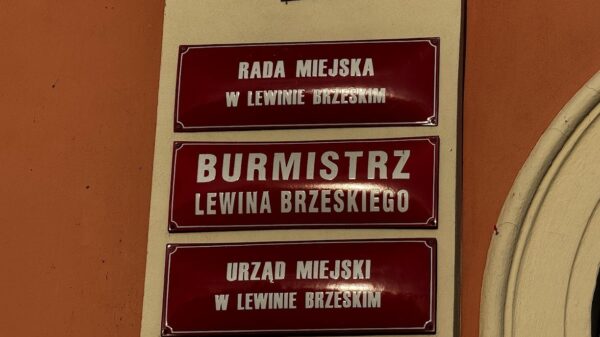 RADA MIEJSKA
W LEWINIE BRZESKIM
BURMISTRZ
LEWINA BRZESKIEGO
URZĄD MIEJSKI
W LEWINIE BRZESKIM